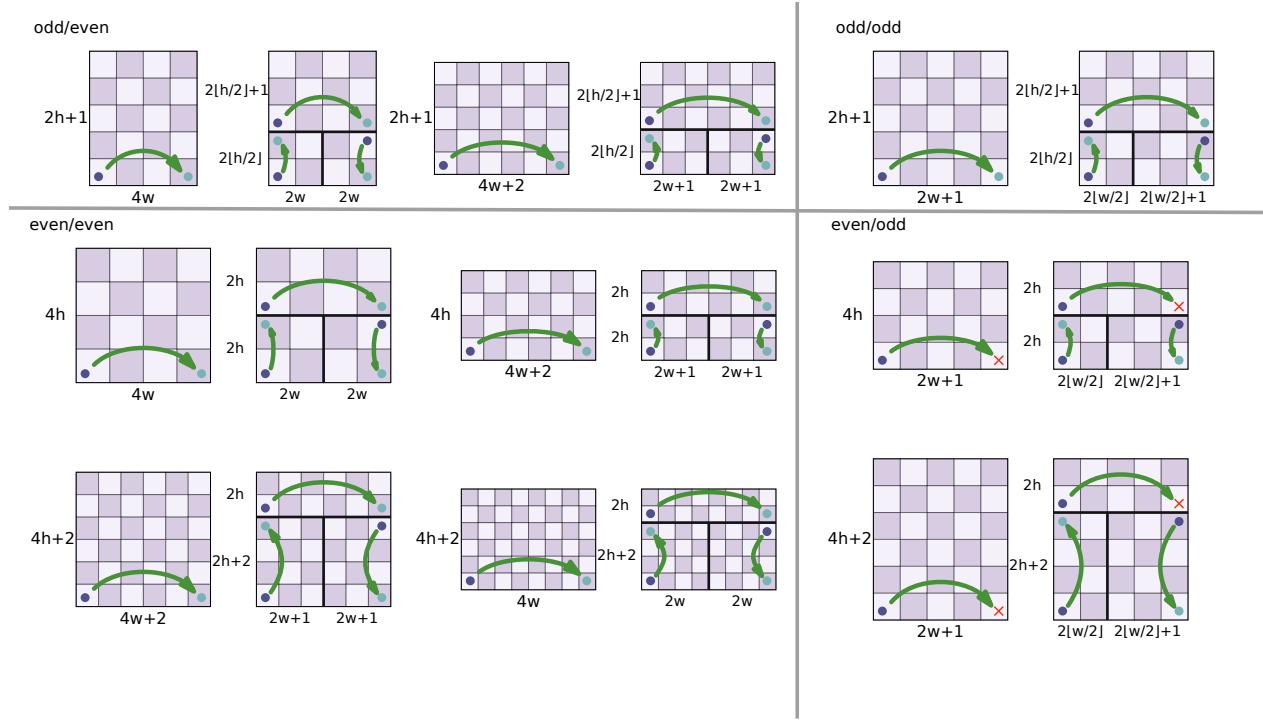 odd/even
2h+1
4w
2⌊h/2⌋+1
2⌊h/2⌋
2w 2w
2h+1
4w+2
2⌊h/2⌋+1
2⌊h/2⌋
2w+1 2w+1
odd/odd
2h+1
2w+1
2⌊h/2⌋+1
2⌊h/2⌋
2⌊w/2⌋ 2⌊w/2⌋+1
even/even
4h
4w
2h
2h
2w 2w
4h
4w+2
2h
2h
2w+1 2w+1
4h+2
4w+2
2h
2h+2
2w+1 2w+1
4h+2
4w
2h
2h+2
2w 2w
even/odd
4h
2w+1
2h
2h
2⌊w/2⌋ 2⌊w/2⌋+1
4h+2
2w+1
2h
2h+2
2⌊w/2⌋ 2⌊w/2⌋+1